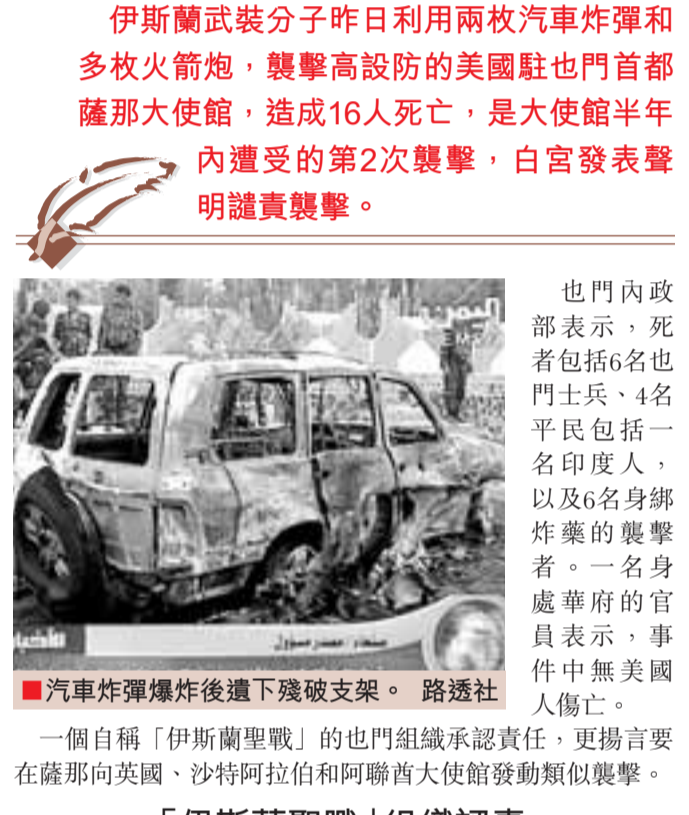 伊斯蘭武裝分子昨日利用兩枚汽車炸彈和
多枚火箭炮，襲擊高設防的美國駐也門首都
薩那大使館，造成16人死亡，是大使館半年
內遭受的第2次襲擊，白宮發表聲
明譴責襲擊。
也門內政
部表示，死
者包括6名也
門士兵、4名
平民包括一
名印度人，
以及6名身綁
炸藥的襲擊
者。一名身
處華府的官
員表示，事
件中無美國
人傷亡。
■汽車炸彈爆炸後遺下殘破支架。 路透社
一個自稱「伊斯蘭聖戰」的也門組織承認責任，更揚言要
在薩那向英國、沙特阿拉伯和阿聯酋大使館發動類似襲擊。